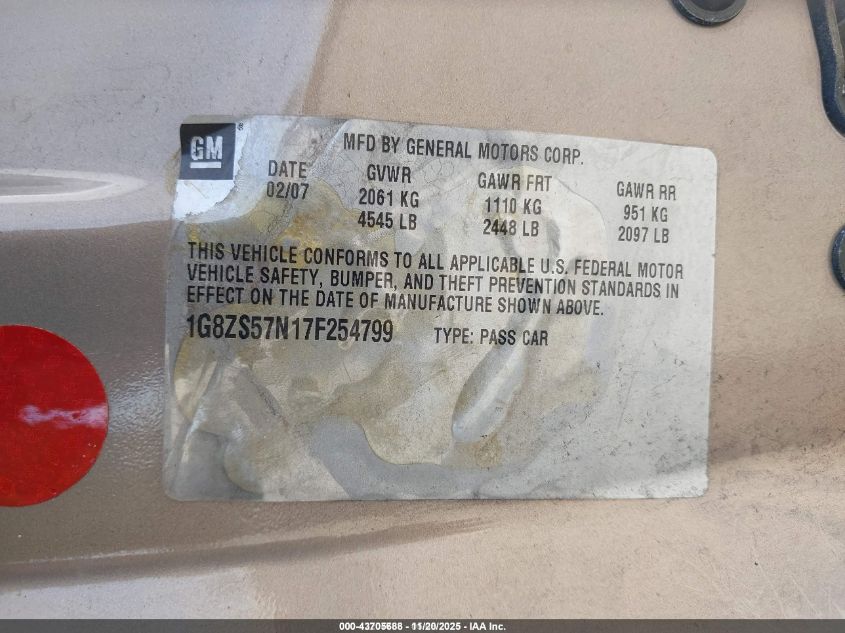 GM
MFD BY GENERAL MOTORS CORP.
DATE GVWR GAWR FRT GAWR RR
02/07 2061 KG 1110 KG 951 KG
4545 LB 2448 LB 2097 LB
THIS VEHICLE CONFORMS TO ALL APPLICABLE U.S. FEDERAL MOTOR
VEHICLE SAFETY, BUMPER, AND THEFT PREVENTION STANDARDS IN
EFFECT ON THE DATE OF MANUFACTURE SHOWN ABOVE.
1G8ZS57N17F254799 TYPE: PASS CAR
000-43705688 - 11/20/2025 - IAA Inc.